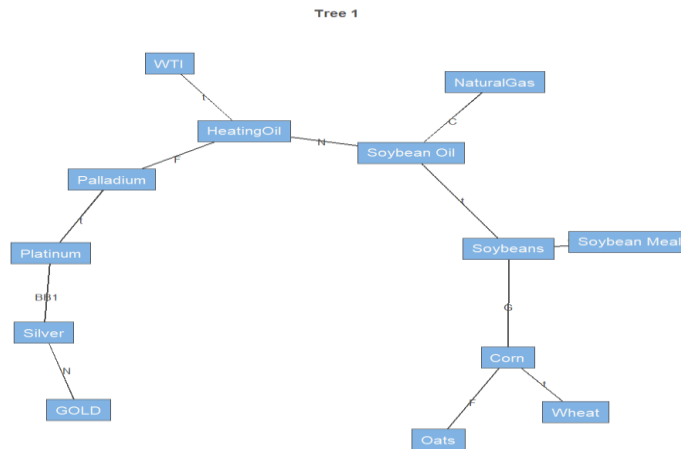 Tree 1
WTI
NaturalGas
t
C
HeatingOil
N
Soybean Oil
F
Palladium
t
t
Soybean Meal
Soybeans
Platinum
BB1
G
Silver
Corn
N
F
t
GOLD
Wheat
Oats